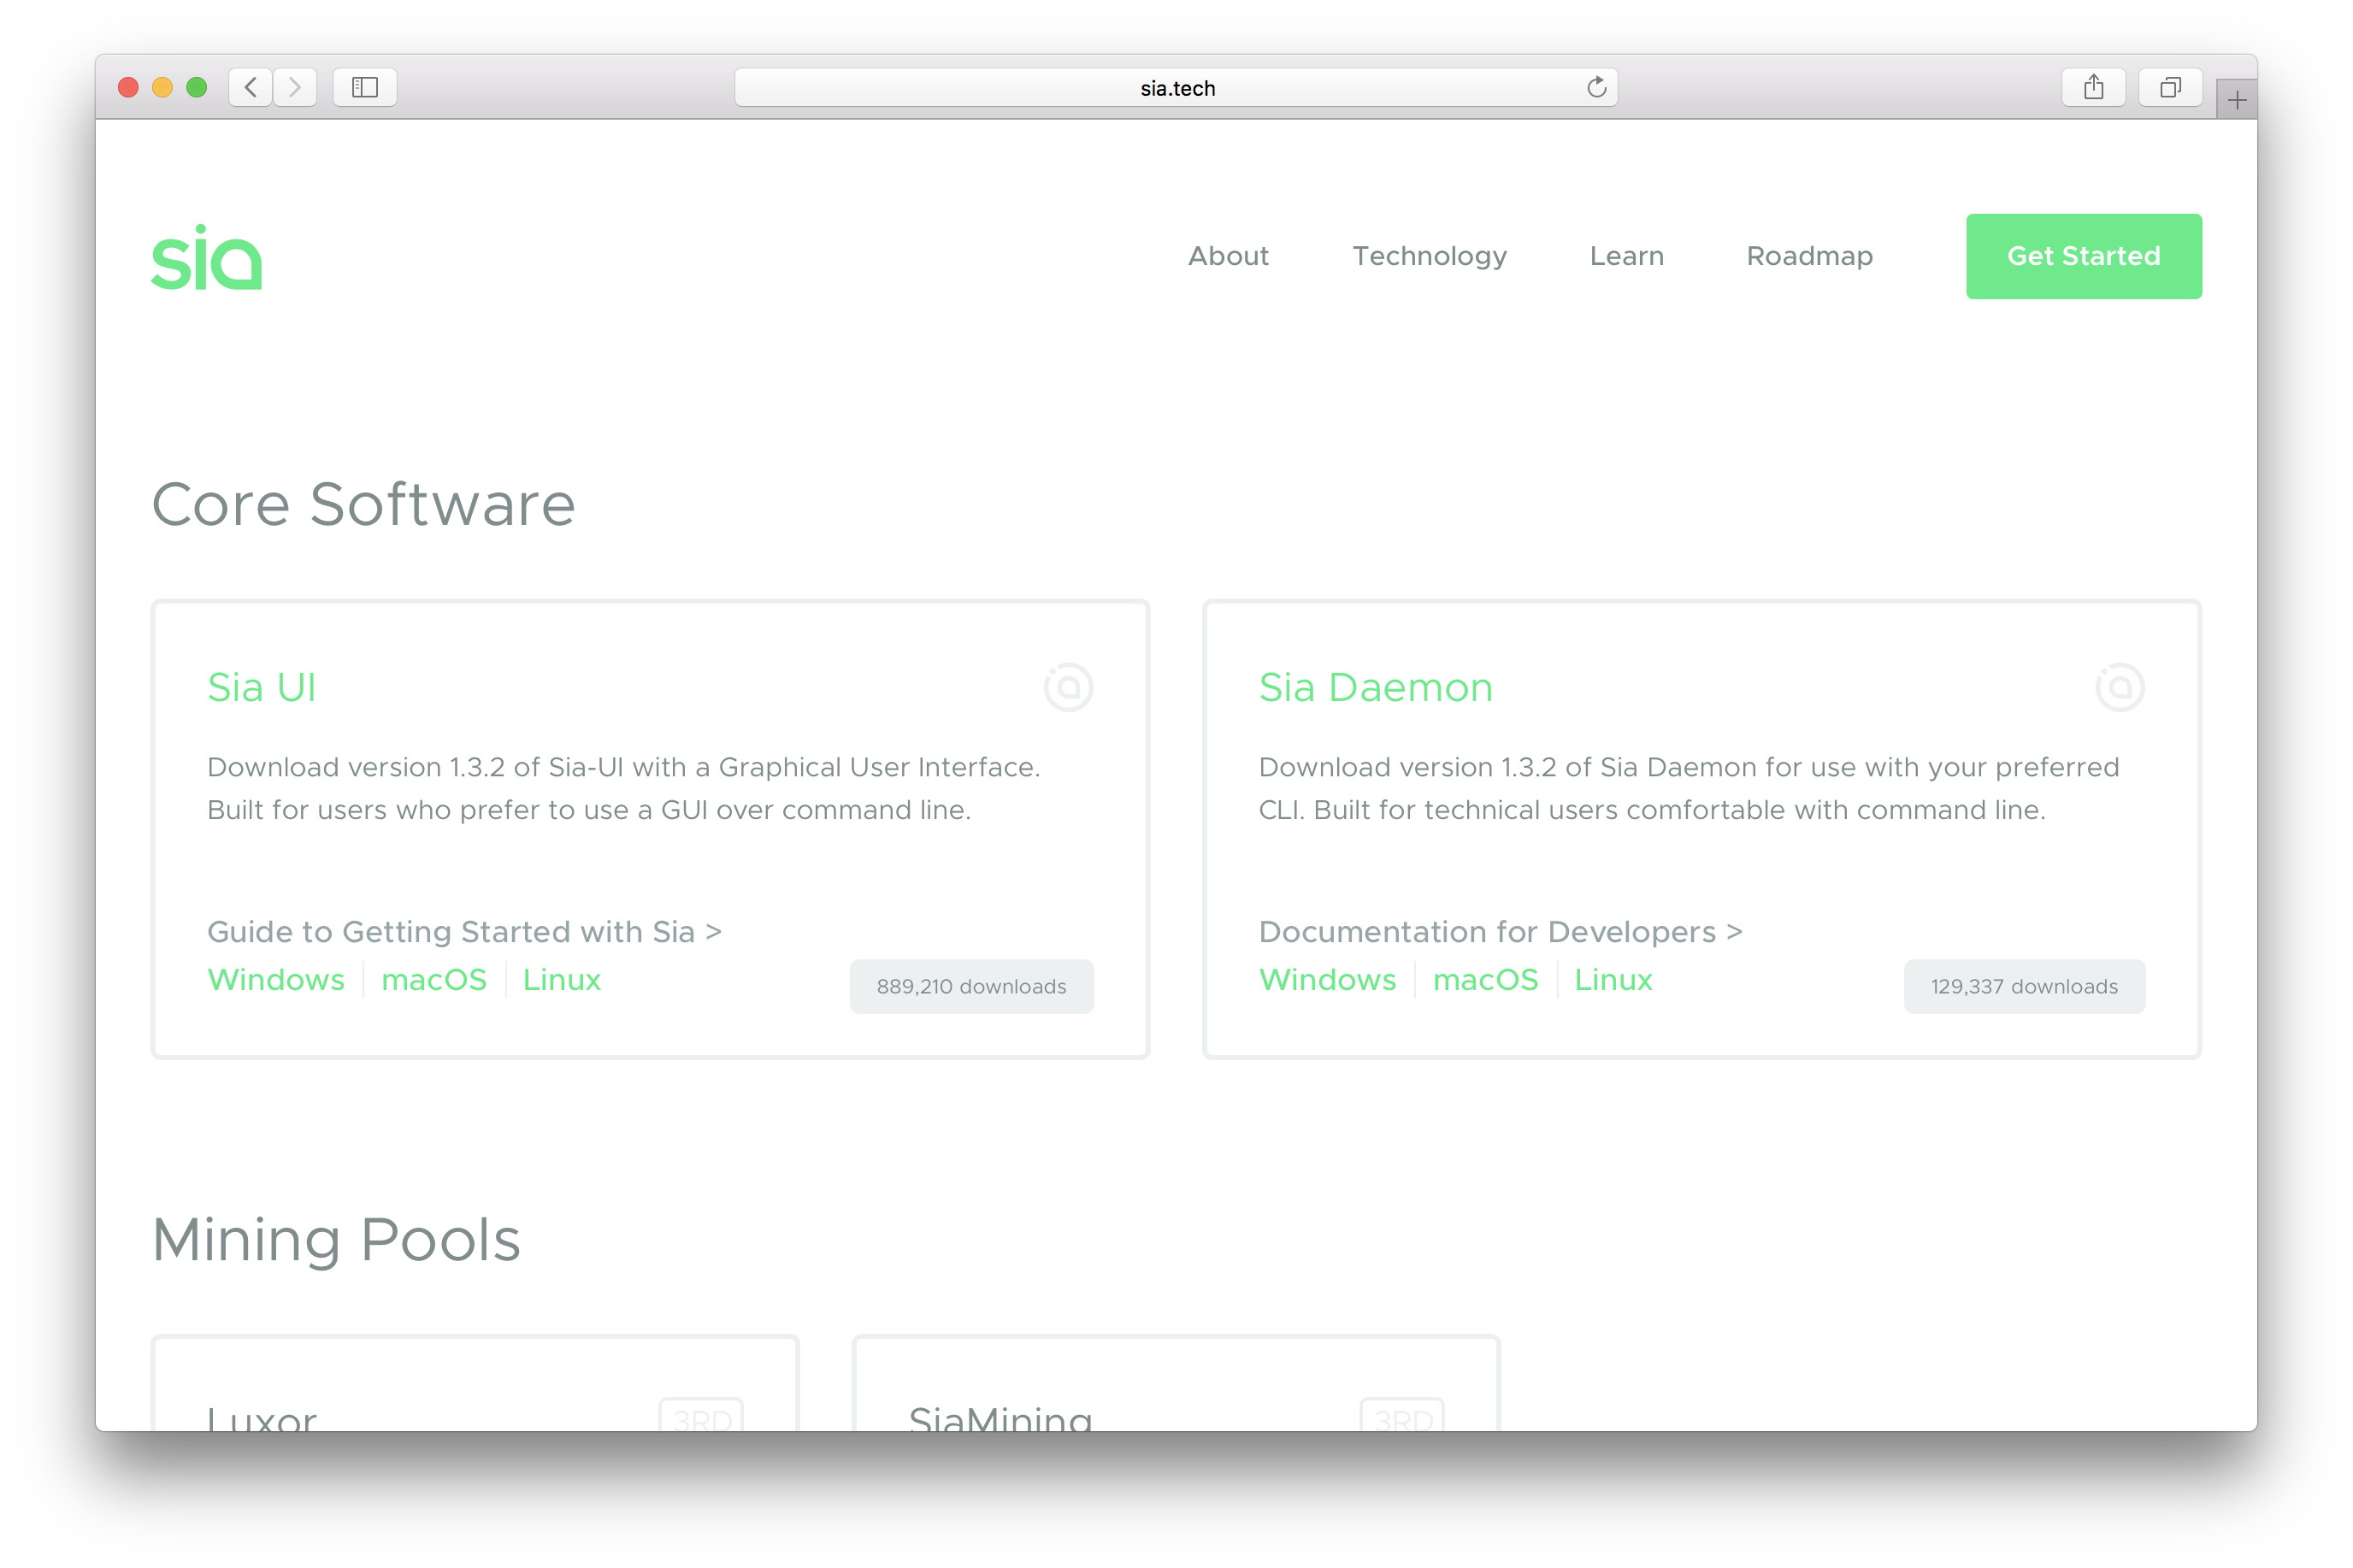 sia.tech
sia
About Technology Learn Roadmap Get Started
Core Software
Sia UI
Download version 1.3.2 of Sia-UI with a Graphical User Interface.
Built for users who prefer to use a GUI over command line.
Guide to Getting Started with Sia >
Windows macOS Linux
889,210 downloads
Sia Daemon
Download version 1.3.2 of Sia Daemon for use with your preferred
CLI. Built for technical users comfortable with command line.
Documentation for Developers >
Windows macOS Linux
129,337 downloads
Mining Pools
Luxor
3RD
SiaMining
3RD